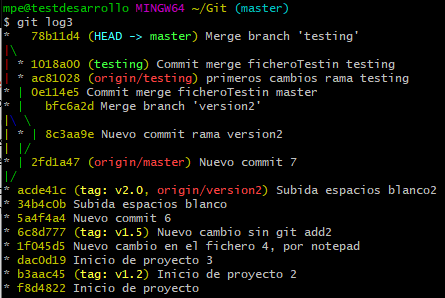 mpe@testdesarrollo MINGW64 ~/Git (master)
$ git log3
*   78b11d4 (HEAD -> master) Merge branch 'testing'
|\
| * 1018a00 (testing) Commit merge ficheroTestin testing
| * ac81028 (origin/testing) primeros cambios rama testing
* | 0e114e5 Commit merge ficheroTestin master
* |   bfc6a2d Merge branch 'version2'
|\ \
| * | 8c3aa9e Nuevo commit rama version2
| |/
* | 2fd1a47 (origin/master) Nuevo commit 7
|/
* acde41c (tag: v2.0, origin/version2) Subida espacios blanco2
* 34b4c0b Subida espacios blanco
* 5a4f4a4 Nuevo commit 6
* 6c8d777 (tag: v1.5) Nuevo cambio sin git add2
* 1f045d5 Nuevo cambio en el fichero 4, por notepad
* dac0d19 Inicio de proyecto 3
* b3aac45 (tag: v1.2) Inicio de proyecto 2
* f8d4822 Inicio de proyecto